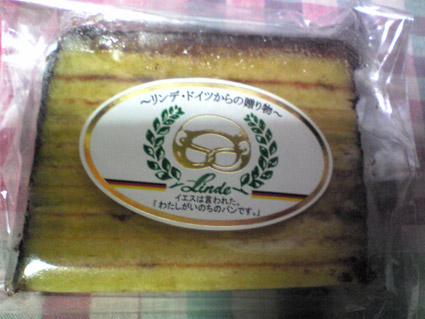 ～リンデ・ドイツからの贈り物～
Linde
イエスは言われた。
「わたしがいのちのパンです。」